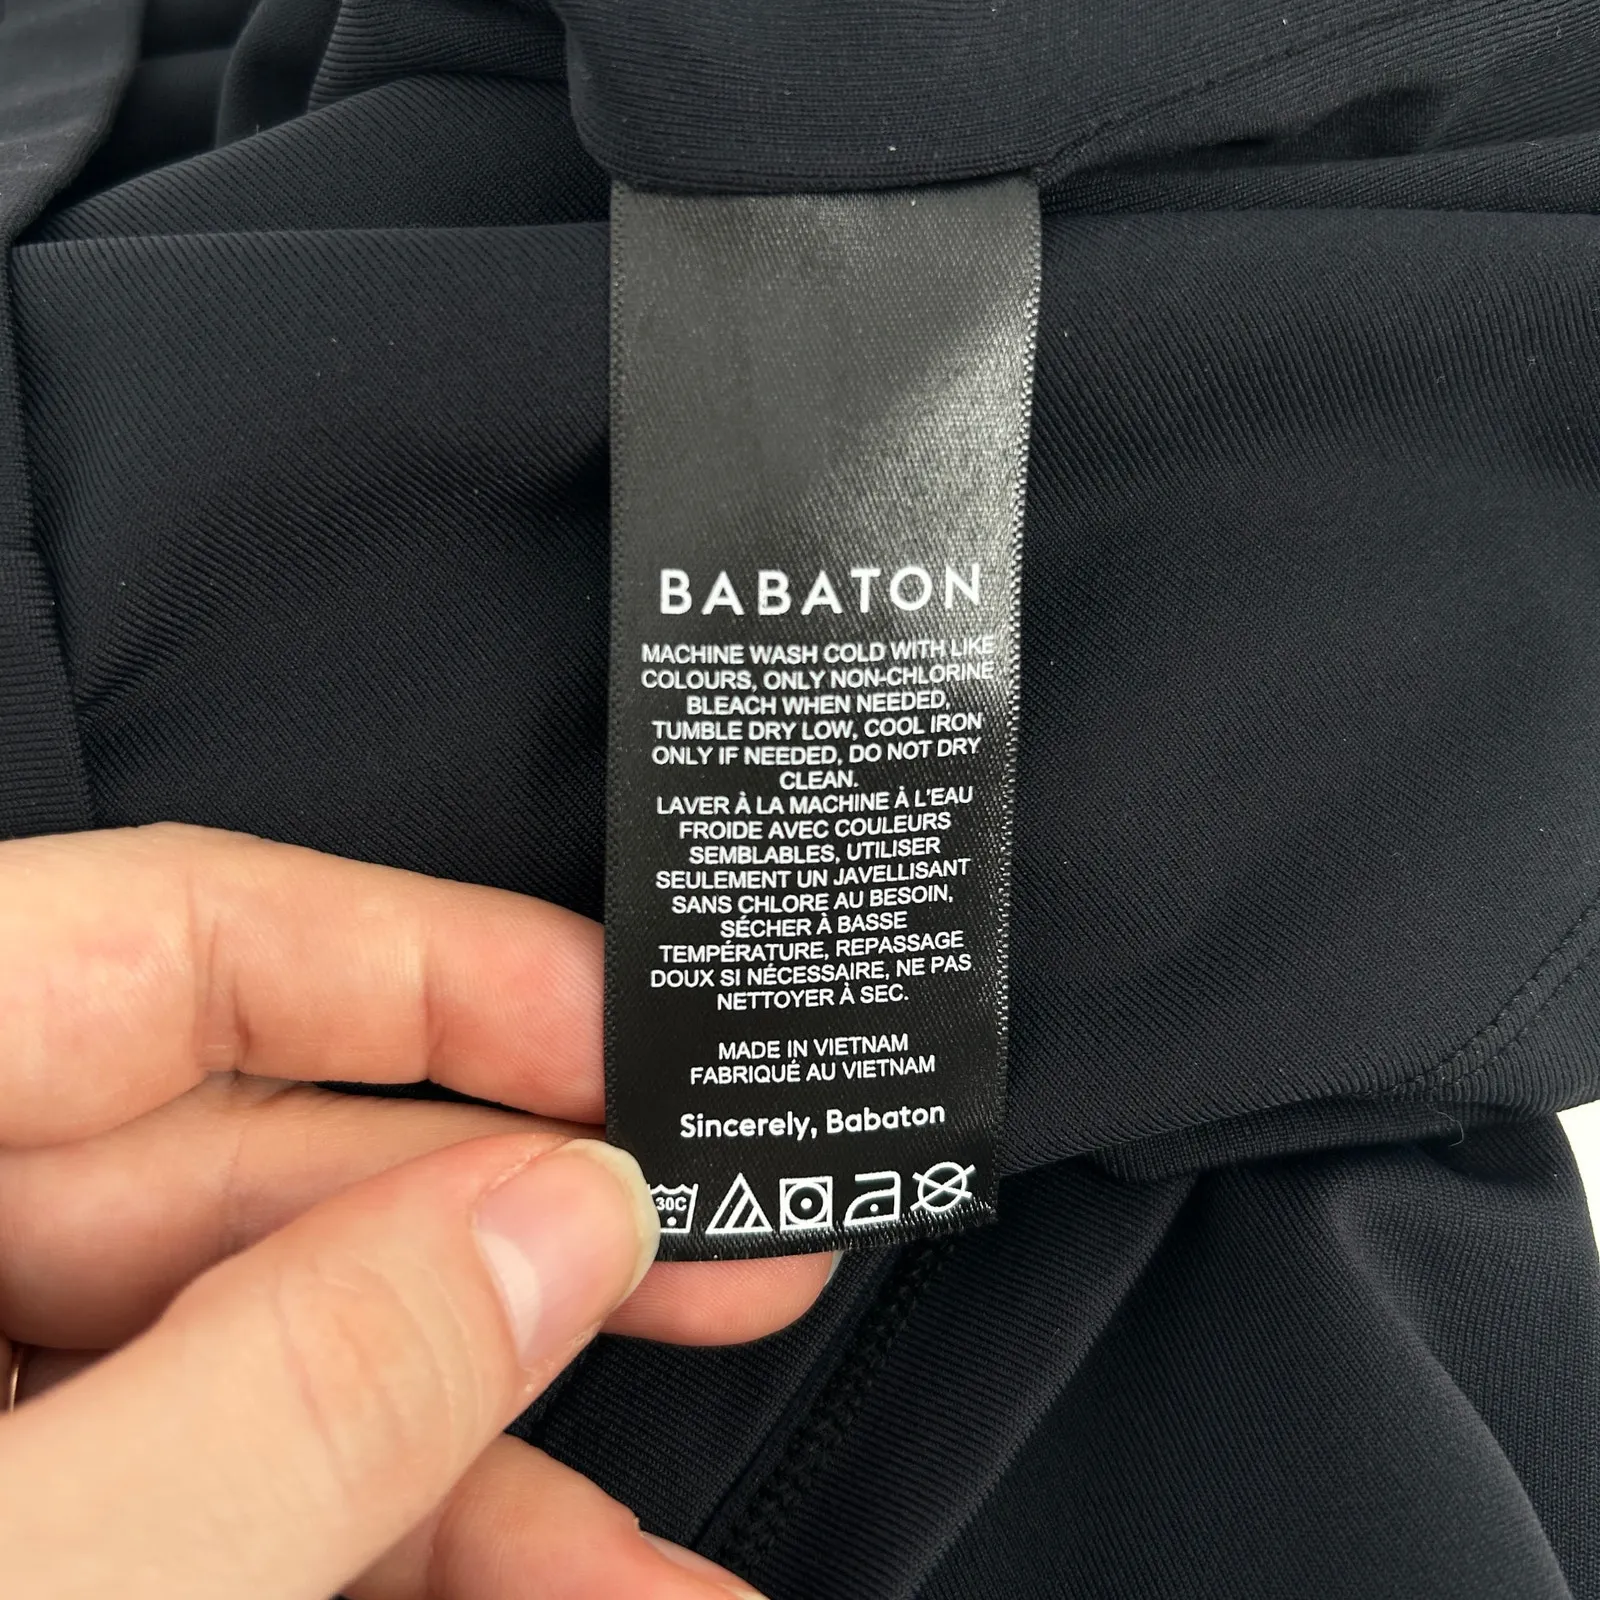 BABATON
MACHINE WASH COLD WITH LIKE
COLOURS, ONLY NON-CHLORINE
BLEACH WHEN NEEDED,
TUMBLE DRY LOW, COOL IRON
ONLY IF NEEDED, DO NOT DRY
CLEAN.
LAVER À LA MACHINE À L'EAU
FROIDE AVEC COULEURS
SEMBLABLES, UTILISER
SEULEMENT UN JAVELLISANT
SANS CHLORE AU BESOIN,
SÉCHER À BASSE
TEMPÉRATURE, REPASSAGE
DOUX SI NÉCESSAIRE, NE PAS
NETTOYER À SEC.
MADE IN VIETNAM
FABRIQUÉ AU VIETNAM
Sincerely, Babaton
30C